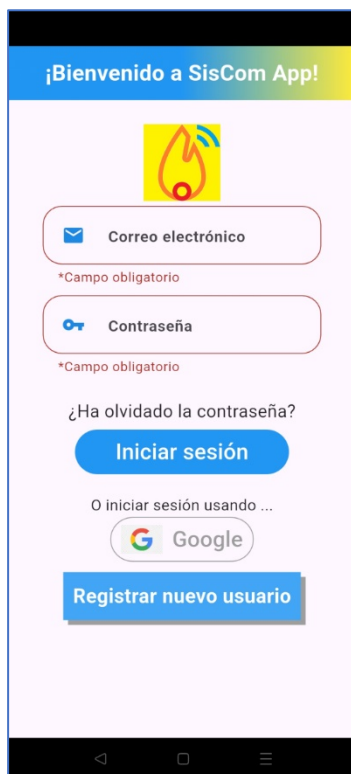 ¡Bienvenido a SisCom App!
Correo electrónico
*Campo obligatorio
Contraseña
*Campo obligatorio
¿Ha olvidado la contraseña?
Iniciar sesión
O iniciar sesión usando ...
G Google
Registrar nuevo usuario